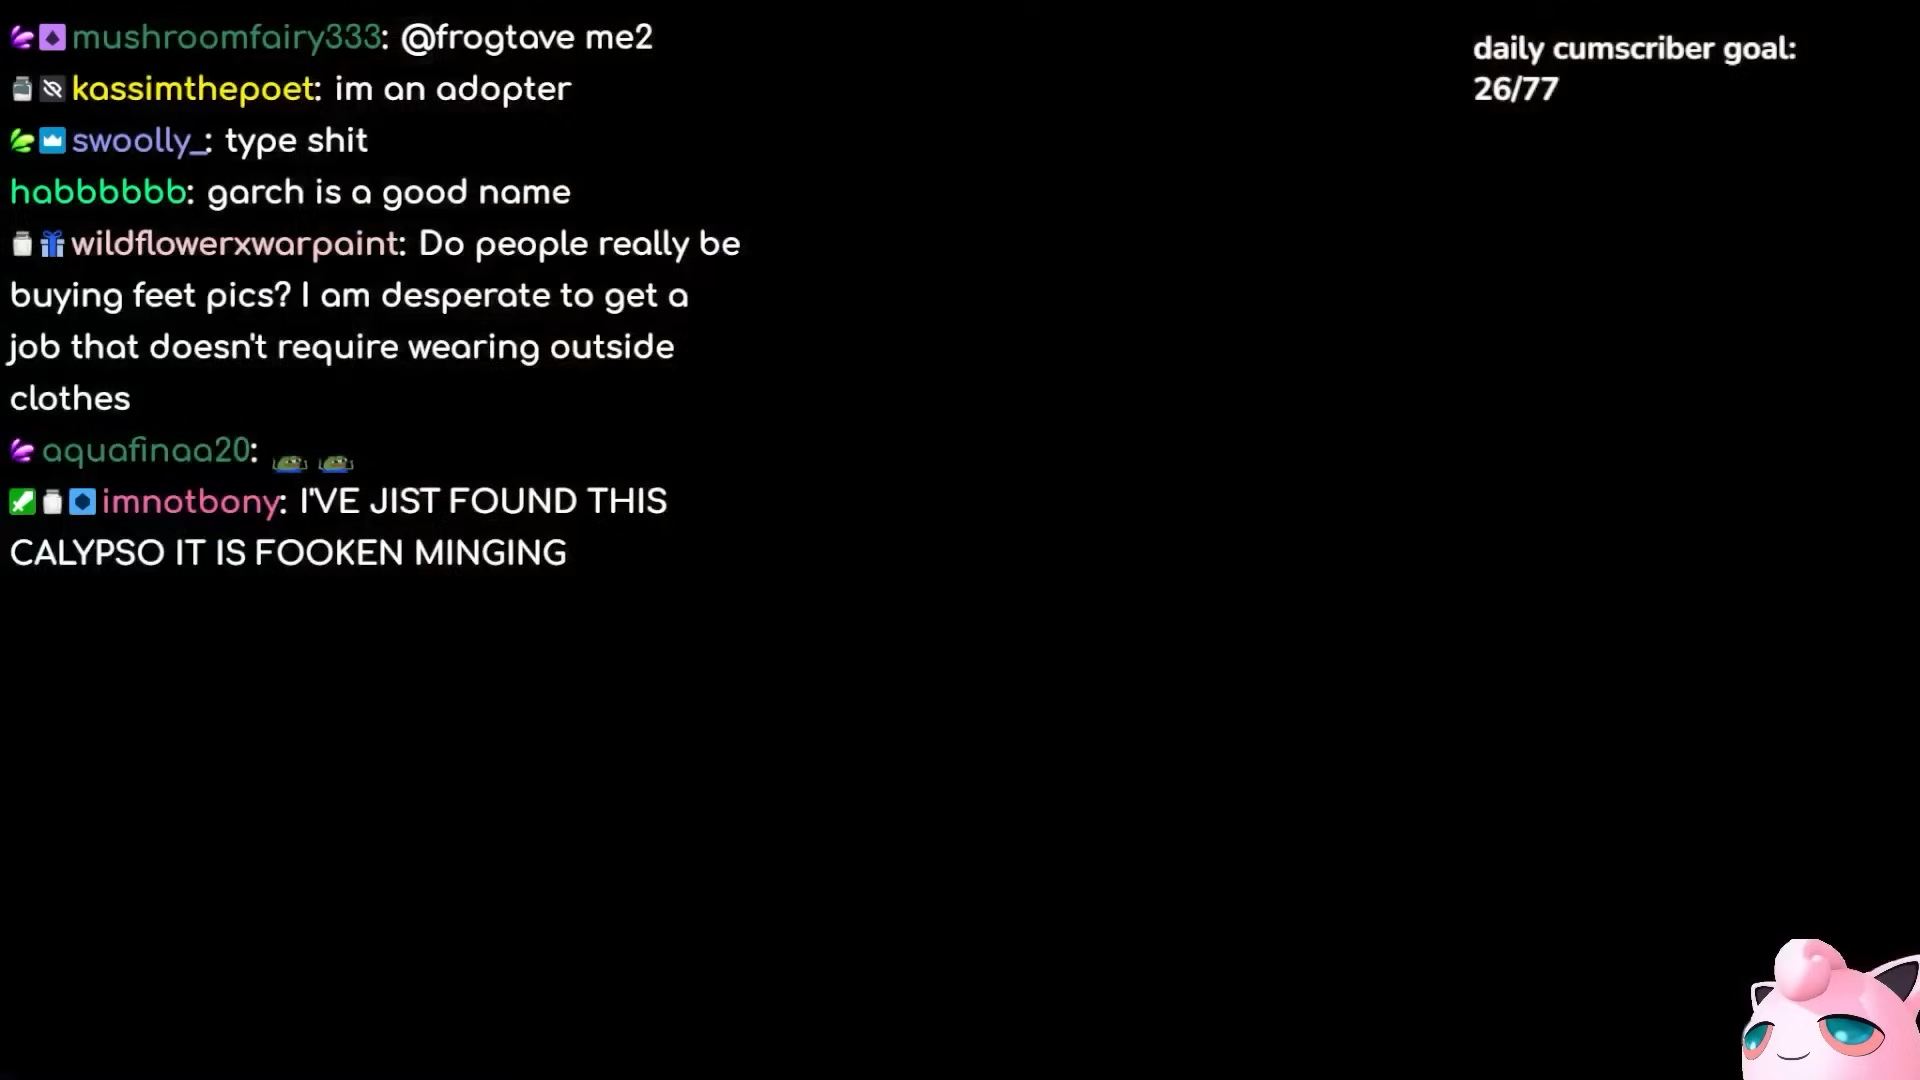 mushroomfairy333: @frogtave me2
daily cumscriber goal:
26/77
kassimthepoet: im an adopter
swoolly_: type shit
habbbbbb: garch is a good name
wildflowerxwarpaint: Do people really be
buying feet pics? I am desperate to get a
job that doesn't require wearing outside
clothes
aquafinaa20:
imnotbony: I'VE JIST FOUND THIS
CALYPSO IT IS FOOKEN MINGING